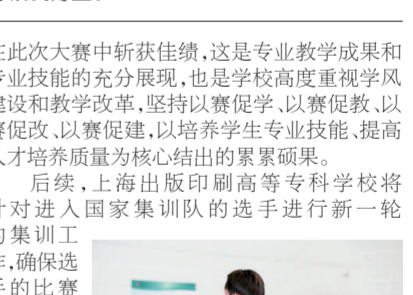 在此次大赛中斩获佳绩,这是专业教学成果和
专业技能的充分展现,也是学校高度重视学风
建设和教学改革,坚持以赛促学、以赛促教、以
赛促改、以赛促建,以培养学生专业技能、提高
人才培养质量为核心结出的累累硕果。
后续,上海出版印刷高等专科学校将
针对进入国家集训队的选手进行新一轮
的集训工
作,确保选
手的比赛